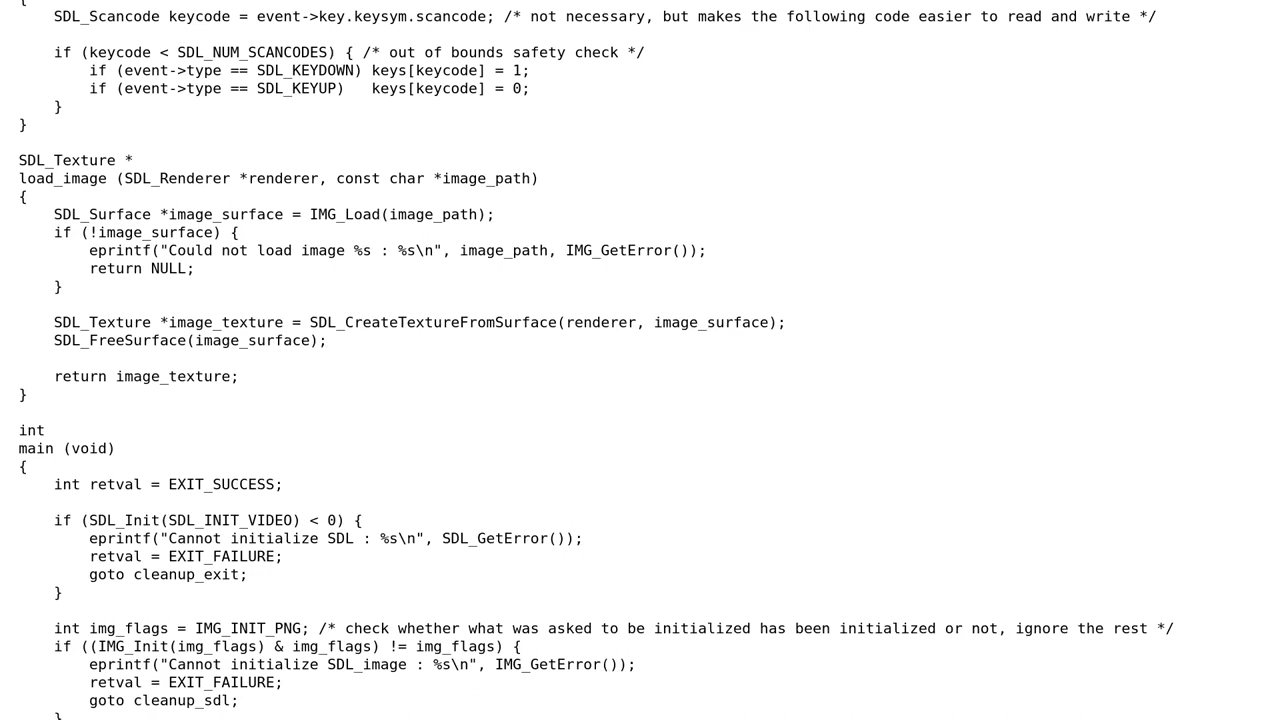 {
    SDL_Scancode keycode = event->key.keysym.scancode; /* not necessary, but makes the following code easier to read and write */

    if (keycode < SDL_NUM_SCANCODES) { /* out of bounds safety check */
        if (event->type == SDL_KEYDOWN) keys[keycode] = 1;
        if (event->type == SDL_KEYUP)   keys[keycode] = 0;
    }
}

SDL_Texture *
load_image (SDL_Renderer *renderer, const char *image_path)
{
    SDL_Surface *image_surface = IMG_Load(image_path);
    if (!image_surface) {
        eprintf("Could not load image %s : %s\n", image_path, IMG_GetError());
        return NULL;
    }

    SDL_Texture *image_texture = SDL_CreateTextureFromSurface(renderer, image_surface);
    SDL_FreeSurface(image_surface);

    return image_texture;
}

int
main (void)
{
    int retval = EXIT_SUCCESS;

    if (SDL_Init(SDL_INIT_VIDEO) < 0) {
        eprintf("Cannot initialize SDL : %s\n", SDL_GetError());
        retval = EXIT_FAILURE;
        goto cleanup_exit;
    }

    int img_flags = IMG_INIT_PNG; /* check whether what was asked to be initialized has been initialized or not, ignore the rest */
    if ((IMG_Init(img_flags) & img_flags) != img_flags) {
        eprintf("Cannot initialize SDL_image : %s\n", IMG_GetError());
        retval = EXIT_FAILURE;
        goto cleanup_sdl;
    }